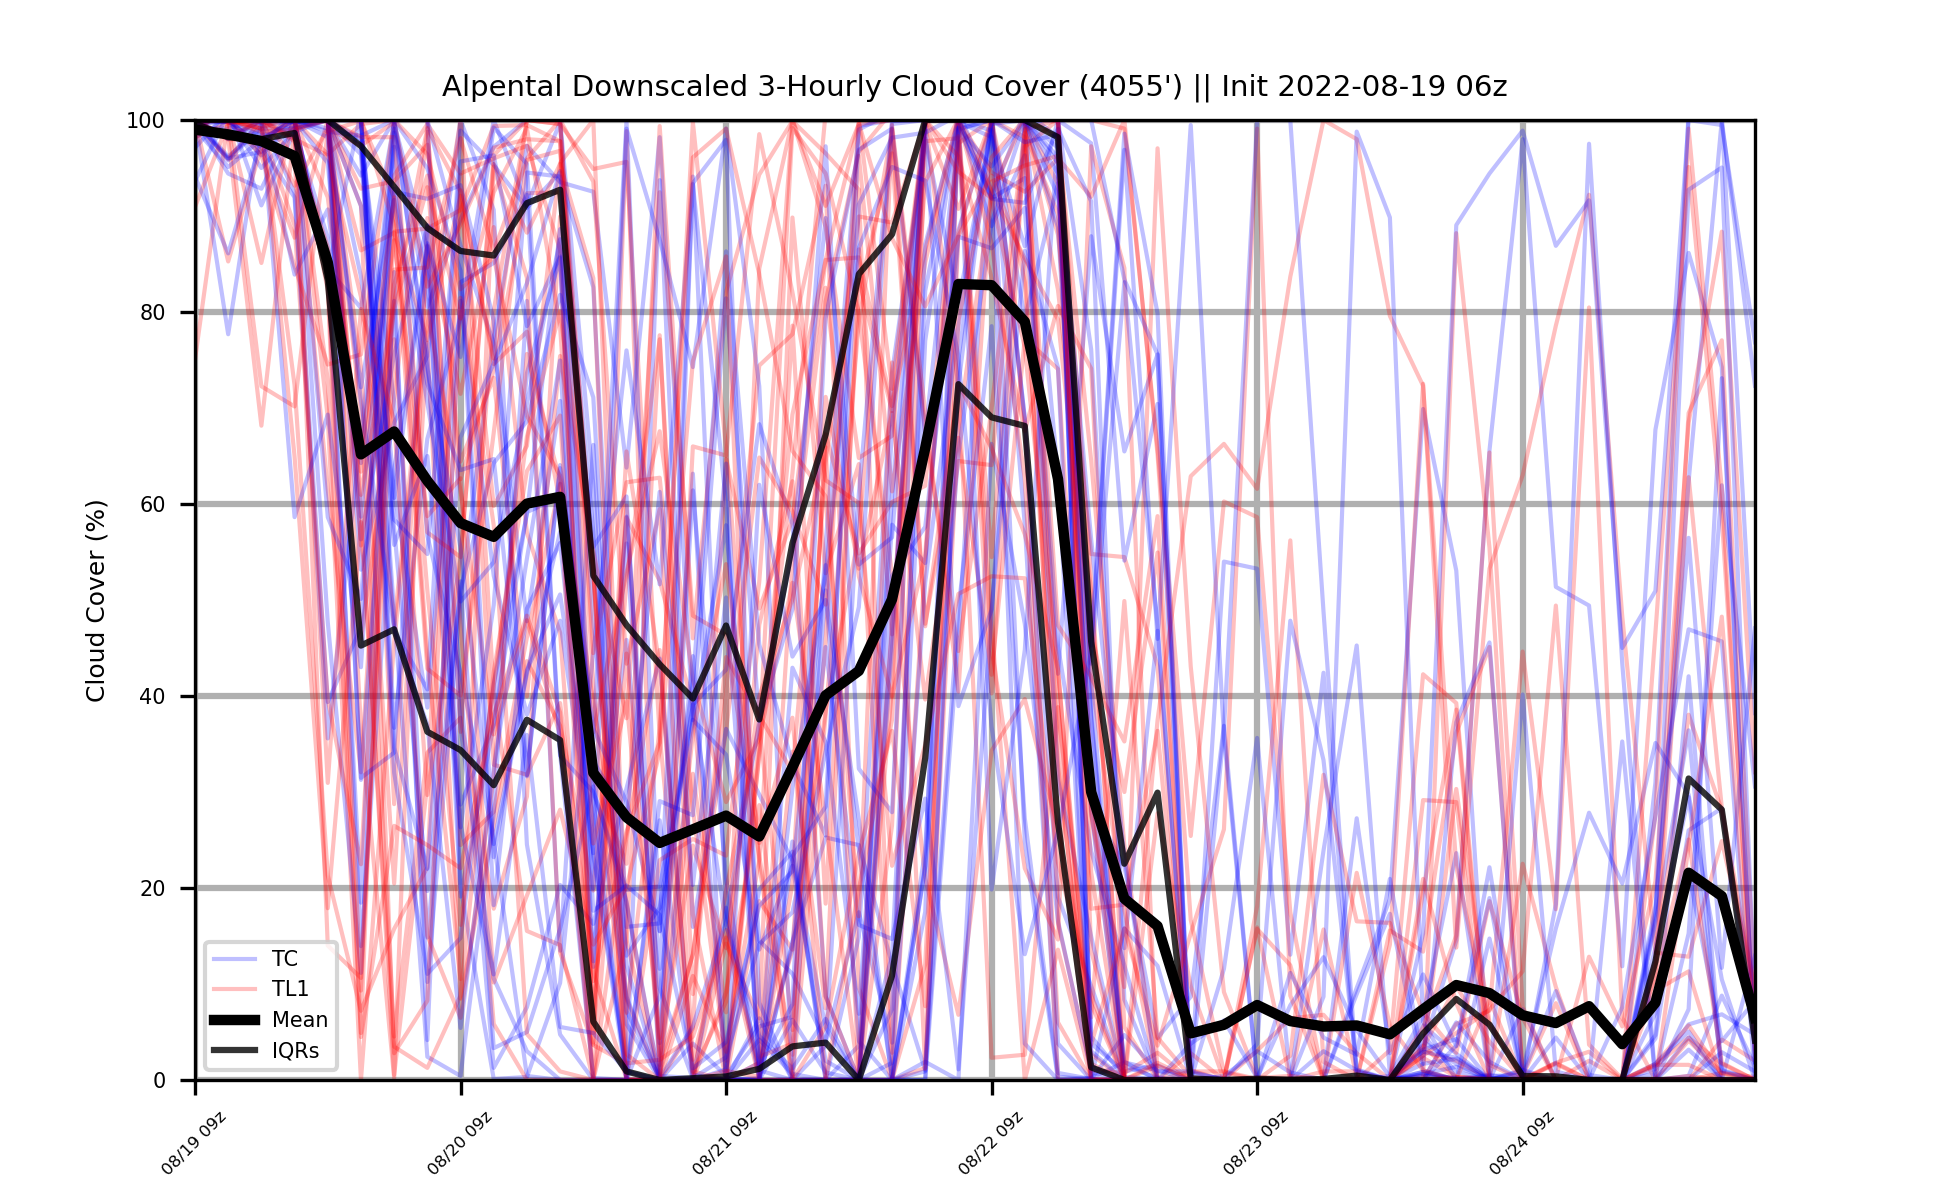 Alpental Downscaled 3-Hourly Cloud Cover (4055') || Init 2022-08-19 06z
Cloud Cover (%)
100
80
60
40
20
0
TC
TL1
Mean
IQRs
08/19 09z
08/20 09z
08/21 09z
08/22 09z
08/23 09z
08/24 09z